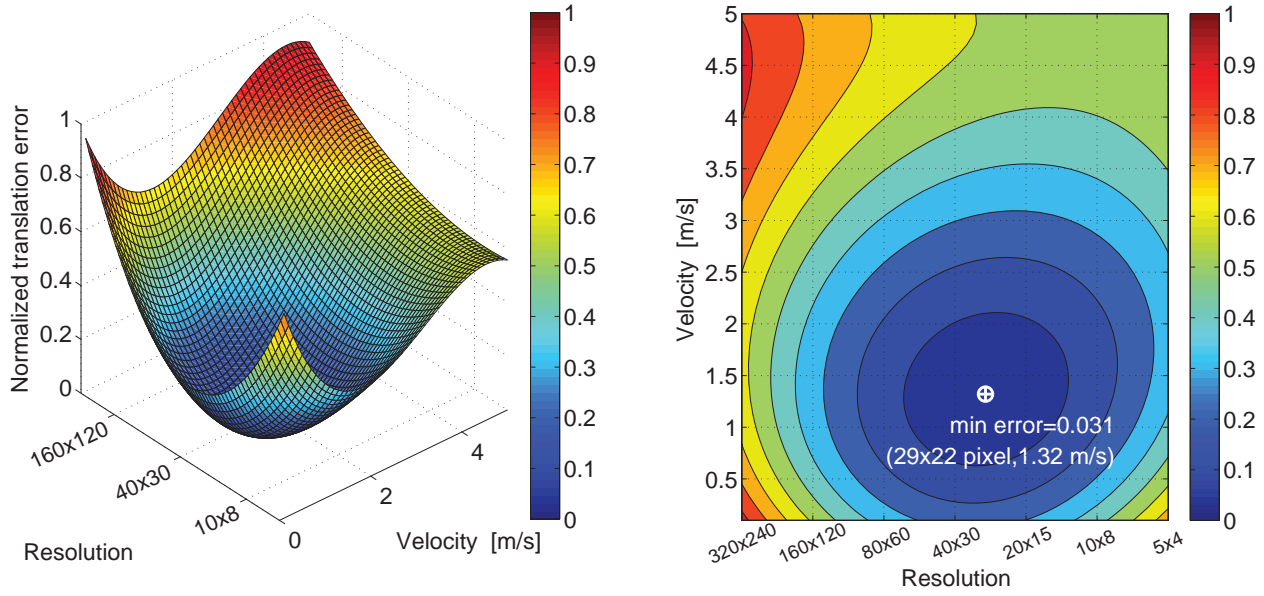 Normalized translation error
1
0.8
0.6
0.4
0.2
0
160x120
40x30
10x8
Resolution
0
2
4
Velocity [m/s]
1
0.9
0.8
0.7
0.6
0.5
0.4
0.3
0.2
0.1
0
Velocity [m/s]
5
4.5
4
3.5
3
2.5
2
1.5
1
0.5
min error=0.031
(29x22 pixel,1.32 m/s)
320x240
160x120
80x60
40x30
20x15
10x8
5x4
Resolution
1
0.9
0.8
0.7
0.6
0.5
0.4
0.3
0.2
0.1
0